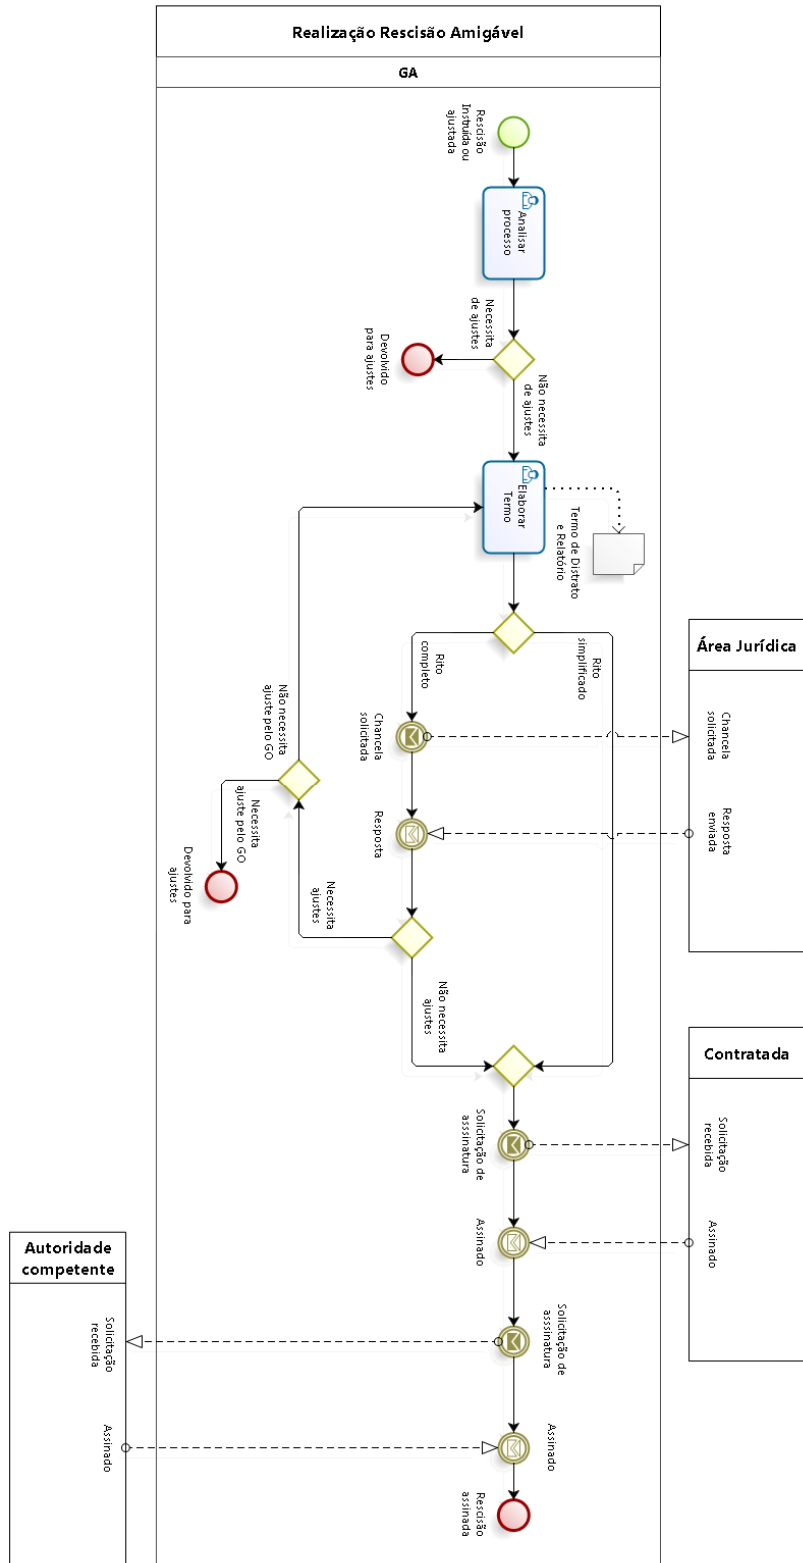 Realização Rescisão Amigável
GA
Rescisão
Instruída ou
ajustada
Analisar
processo
Necessita
de ajustes
Devolvido
para ajustes
Não necessita
de ajustes
Elaborar
Termo
Termo de Distrato
e Relatório
Rito
completo
Rito
simplificado
Área Jurídica
Chancela
solicitada
Chancela
solicitada
Resposta
enviada
Resposta
Não necessita
ajuste pelo GO
Necessita
ajuste pelo GO
Devolvido para
ajustes
Necessita
ajustes
Não necessita
ajustes
Contratada
Solicitação de
asssinatura
Solicitação
recebida
Assinado
Assinado
Autoridade
competente
Solicitação de
asssinatura
Solicitação
recebida
Assinado
Assinado
Rescisão
assinada